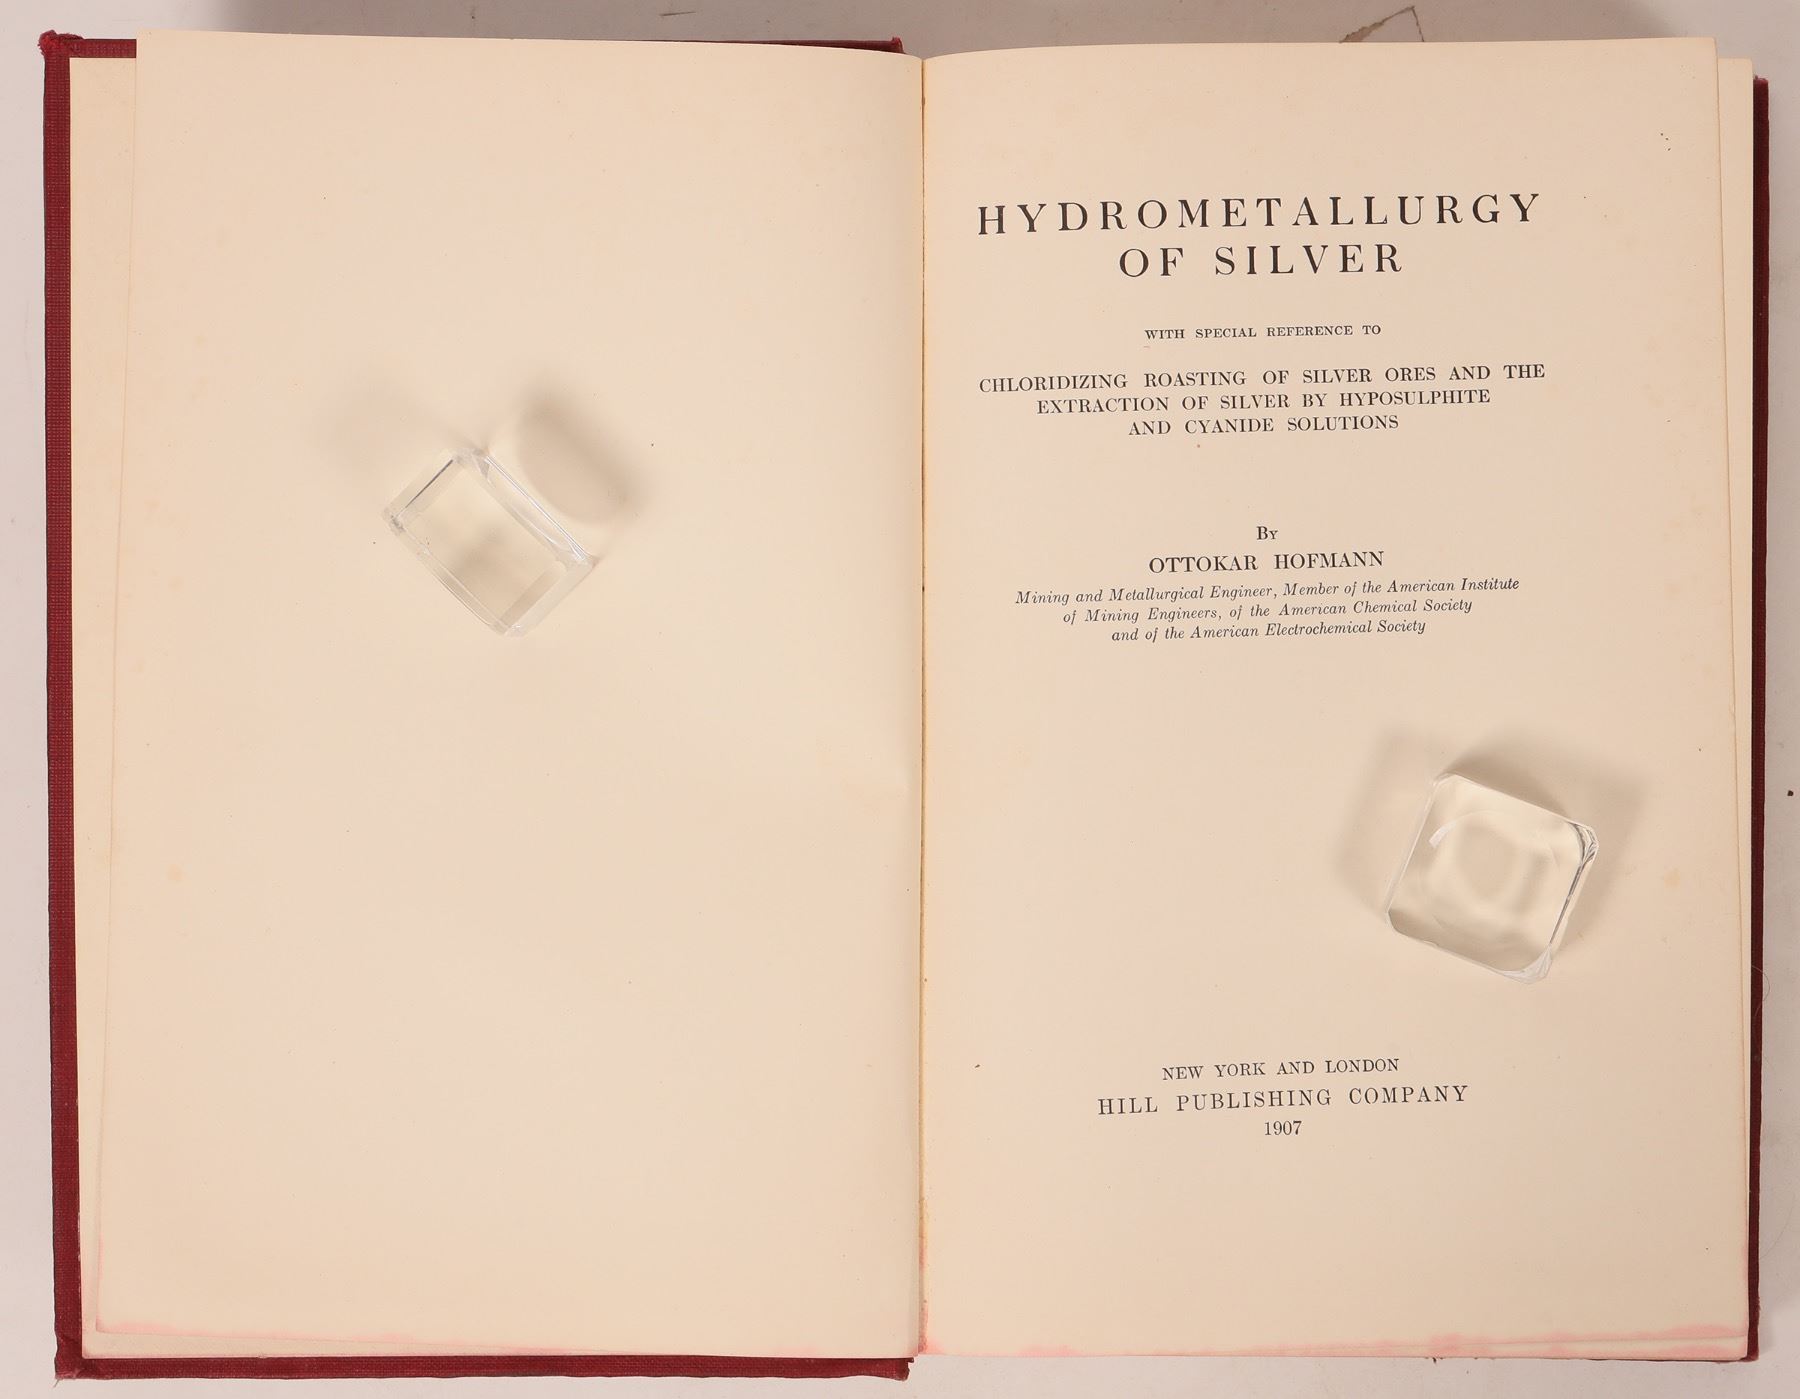 HYDROMETALLURGY
OF SILVER
WITH SPECIAL REFERENCE TO
CHLORIDIZING ROASTING OF SILVER ORES AND THE
EXTRACTION OF SILVER BY HYPOSULPHITE
AND CYANIDE SOLUTIONS
By
OTTOKAR HOFMANN
Mining and Metallurgical Engineer, Member of the American Institute
of Mining Engineers, of the American Chemical Society
and of the American Electrochemical Society
NEW YORK AND LONDON
HILL PUBLISHING COMPANY
1907